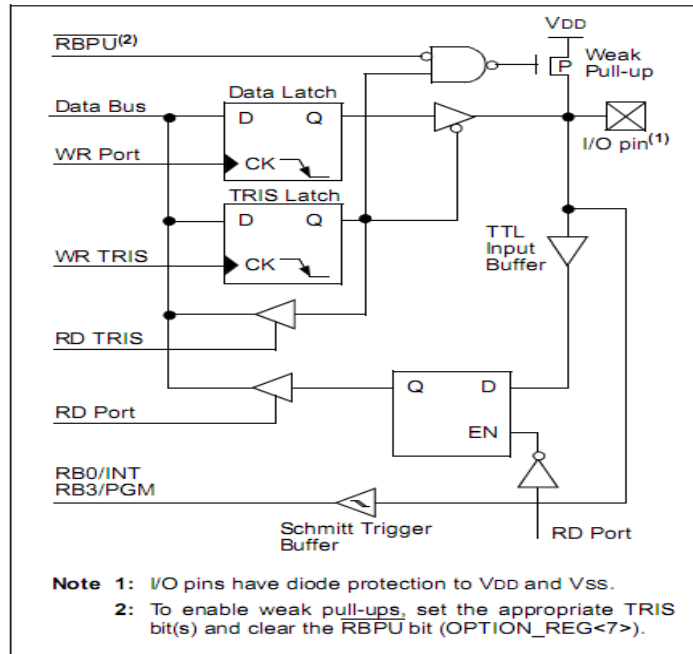 VDD
RBPU(2)
P
Weak
Pull-up
Data Latch
Data Bus
D Q
I/O pin(1)
WR Port
CK
TRIS Latch
D Q
TTL
Input
Buffer
WR TRIS
CK
RD TRIS
Q D
RD Port
EN
RB0/INT
RB3/PGM
Schmitt Trigger
Buffer
RD Port
Note 1: I/O pins have diode protection to VDD and VSS.
2: To enable weak pull-ups, set the appropriate TRIS
bit(s) and clear the RBPU bit (OPTION_REG<7>).